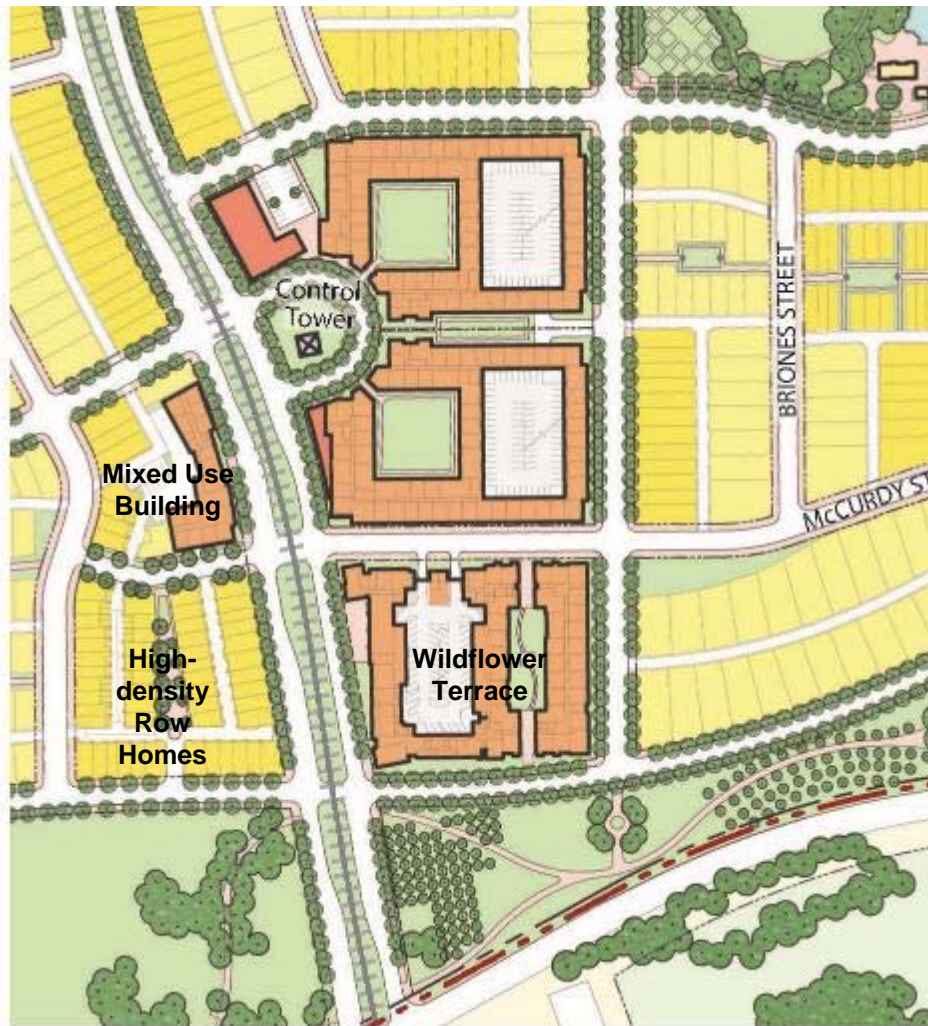 Control
Tower
BRIONES STREET
Mixed Use
Building
McCURDY ST
High-
density
Row
Homes
Wildflower
Terrace